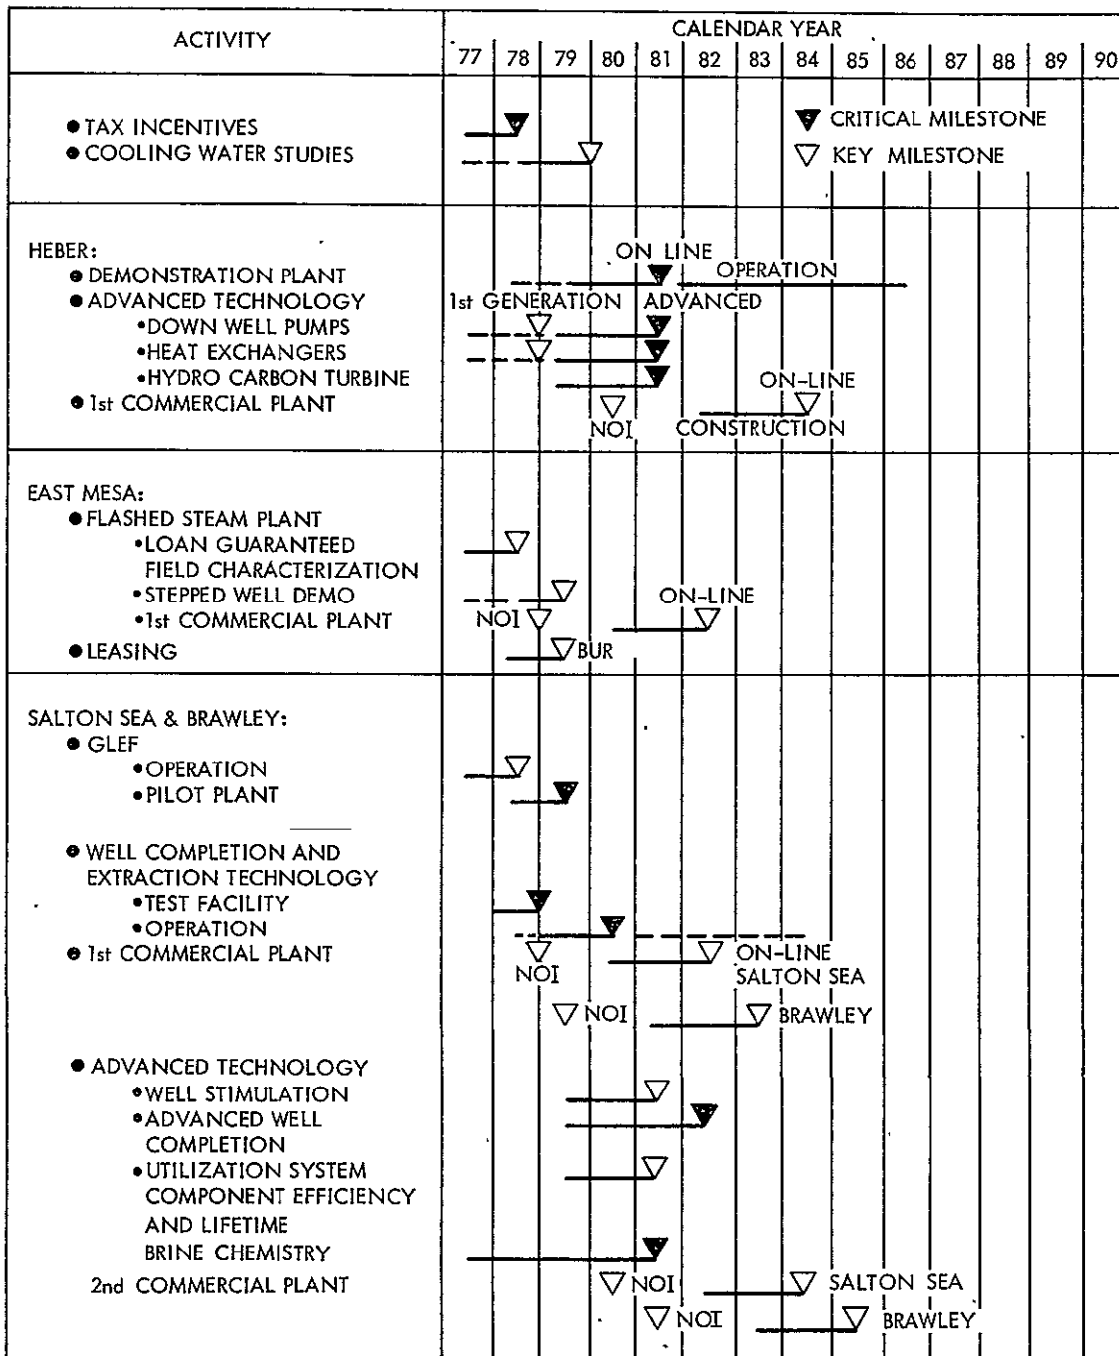 ACTIVITY
CALENDAR YEAR
77 78 79 80 81 82 83 84 85 86 87 88 89 90
● TAX INCENTIVES
CRITICAL MILESTONE
● COOLING WATER STUDIES
KEY MILESTONE
HEBER:
ON LINE
● DEMONSTRATION PLANT
OPERATION
● ADVANCED TECHNOLOGY
1st GENERATION ADVANCED
•DOWN WELL PUMPS
•HEAT EXCHANGERS
•HYDRO CARBON TURBINE
ON-LINE
● 1st COMMERCIAL PLANT
NOI
CONSTRUCTION
EAST MESA:
● FLASHED STEAM PLANT
•LOAN GUARANTEED
FIELD CHARACTERIZATION
•STEPPED WELL DEMO
ON-LINE
•1st COMMERCIAL PLANT
NOI
● LEASING
BUR
SALTON SEA & BRAWLEY:
● GLEF
•OPERATION
•PILOT PLANT
● WELL COMPLETION AND
EXTRACTION TECHNOLOGY
•TEST FACILITY
•OPERATION
● 1st COMMERCIAL PLANT
ON-LINE
NOI
SALTON SEA
NOI
BRAWLEY
● ADVANCED TECHNOLOGY
•WELL STIMULATION
•ADVANCED WELL
COMPLETION
•UTILIZATION SYSTEM
COMPONENT EFFICIENCY
AND LIFETIME
BRINE CHEMISTRY
2nd COMMERCIAL PLANT
NOI
SALTON SEA
NOI
BRAWLEY